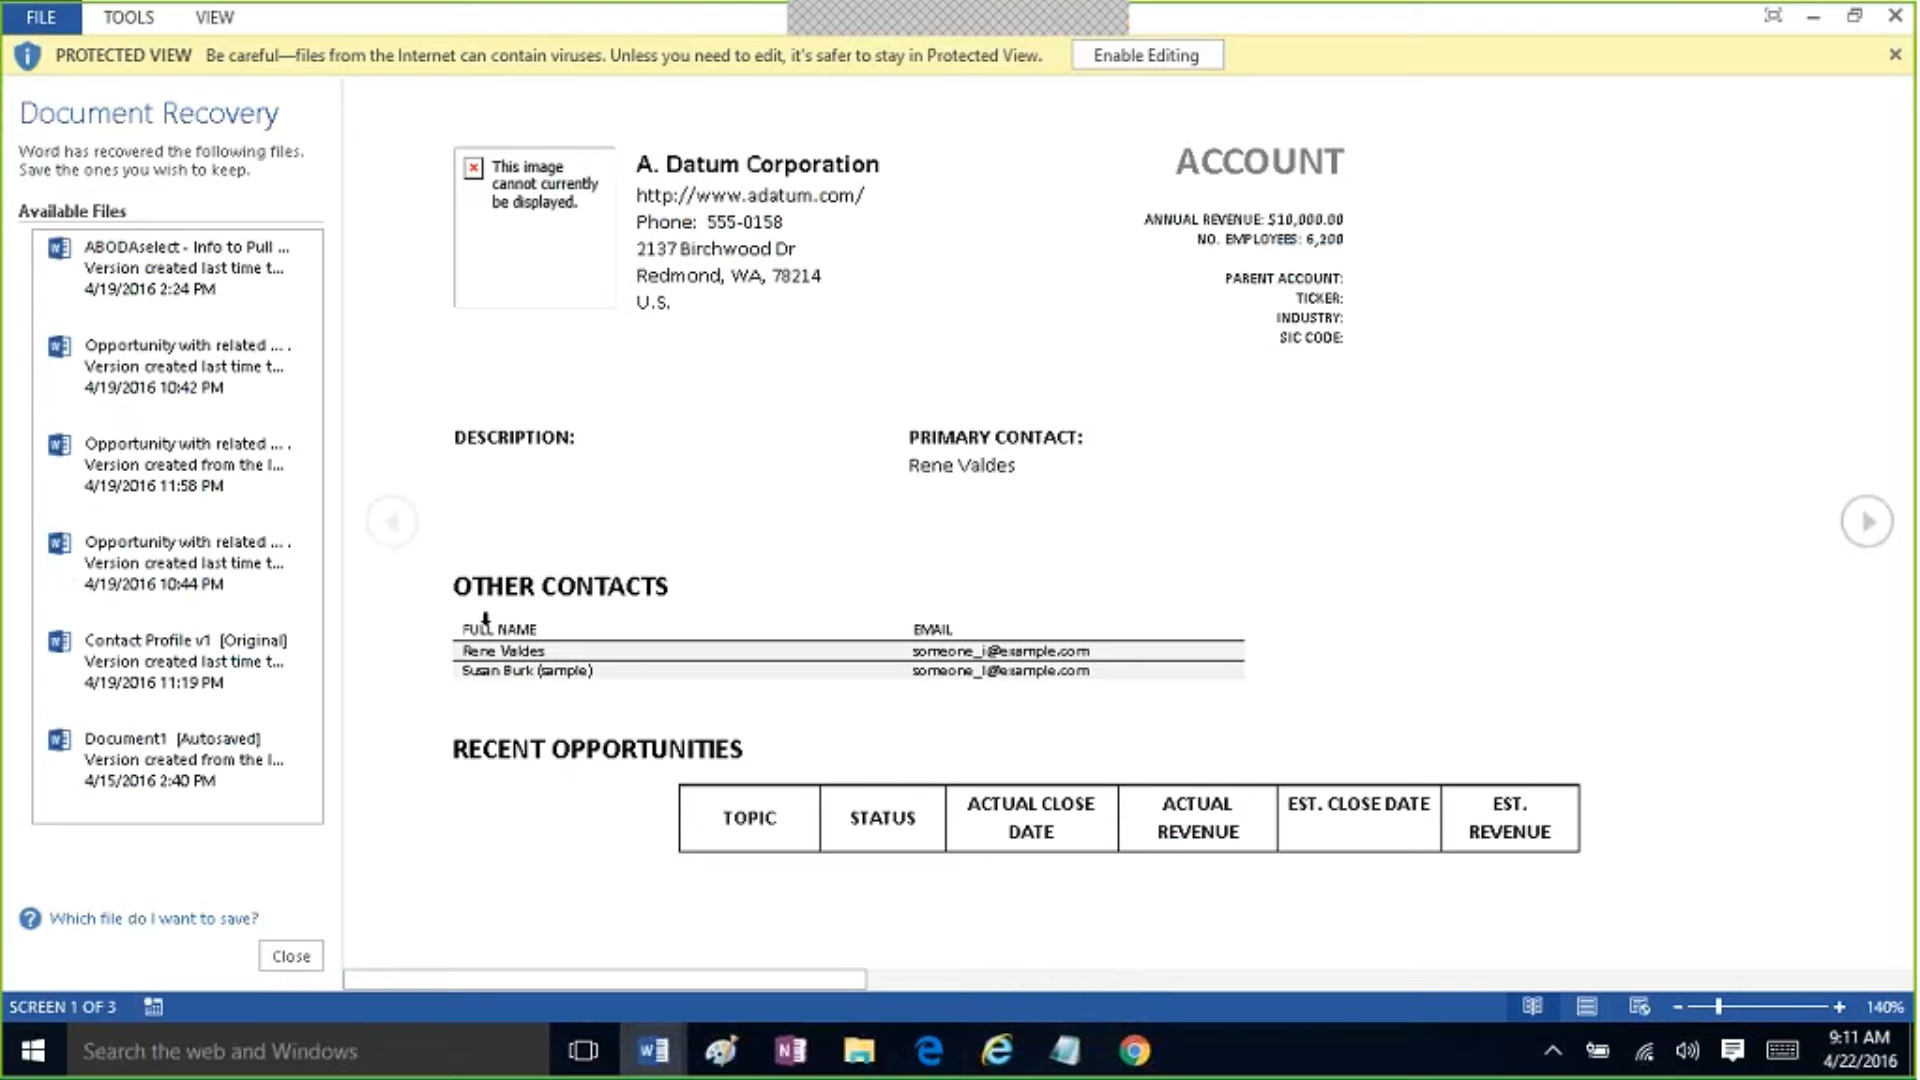 FILE TOOLS VIEW
PROTECTED VIEW Be careful—files from the Internet can contain viruses. Unless you need to edit, it's safer to stay in Protected View. Enable Editing
Document Recovery
Word has recovered the following files.
Save the ones you wish to keep.
Available Files
ABODAselect - Info to Pull ...
Version created last time t...
4/19/2016 2:24 PM
Opportunity with related ... .
Version created last time t...
4/19/2016 10:42 PM
Opportunity with related ... .
Version created from the l...
4/19/2016 11:58 PM
Opportunity with related ... .
Version created last time t...
4/19/2016 10:44 PM
Contact Profile v1 [Original]
Version created last time t...
4/19/2016 11:19 PM
Document1 [Autosaved]
Version created from the l...
4/15/2016 2:40 PM
Which file do I want to save?
Close
This image
cannot currently
be displayed.
A. Datum Corporation
http://www.adatum.com/
Phone: 555-0158
2137 Birchwood Dr
Redmond, WA, 78214
U.S.
ACCOUNT
ANNUAL REVENUE: $10,000.00
NO. EMPLOYEES: 6,200
PARENT ACCOUNT:
TICKER:
INDUSTRY:
SIC CODE:
DESCRIPTION:
PRIMARY CONTACT:
Rene Valdes
OTHER CONTACTS
FULL NAME EMAIL
Rene Valdes someone_i@example.com
Susan Burk (sample) someone_l@example.com
RECENT OPPORTUNITIES
TOPIC STATUS ACTUAL CLOSE DATE ACTUAL REVENUE EST. CLOSE DATE EST. REVENUE
SCREEN 1 OF 3
140%
Search the web and Windows
9:11 AM
4/22/2016